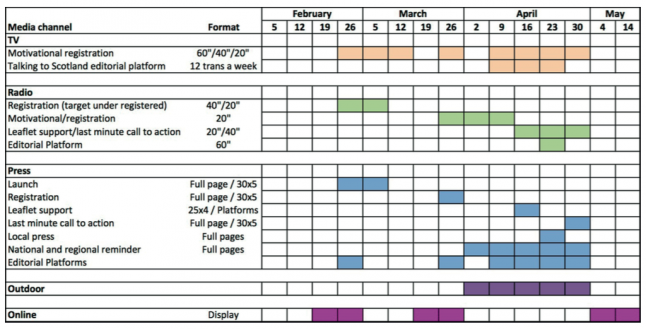 February March April May
Media channel Format 5 12 19 26 5 12 19 26 2 9 16 23 30 4 14
TV
Motivational registration 60"/40"/20"
Talking to Scotland editorial platform 12 trans a week
Radio
Registration (target under registered) 40"/20"
Motivational/registration 20"
Leaflet support/last minute call to action 20"/40"
Editorial Platform 60"
Press
Launch Full page / 30x5
Registration Full page / 30x5
Leaflet support 25x4 / Platforms
Last minute call to action Full page / 30x5
Local press Full pages
National and regional reminder Full pages
Editorial Platforms
Outdoor
Online Display